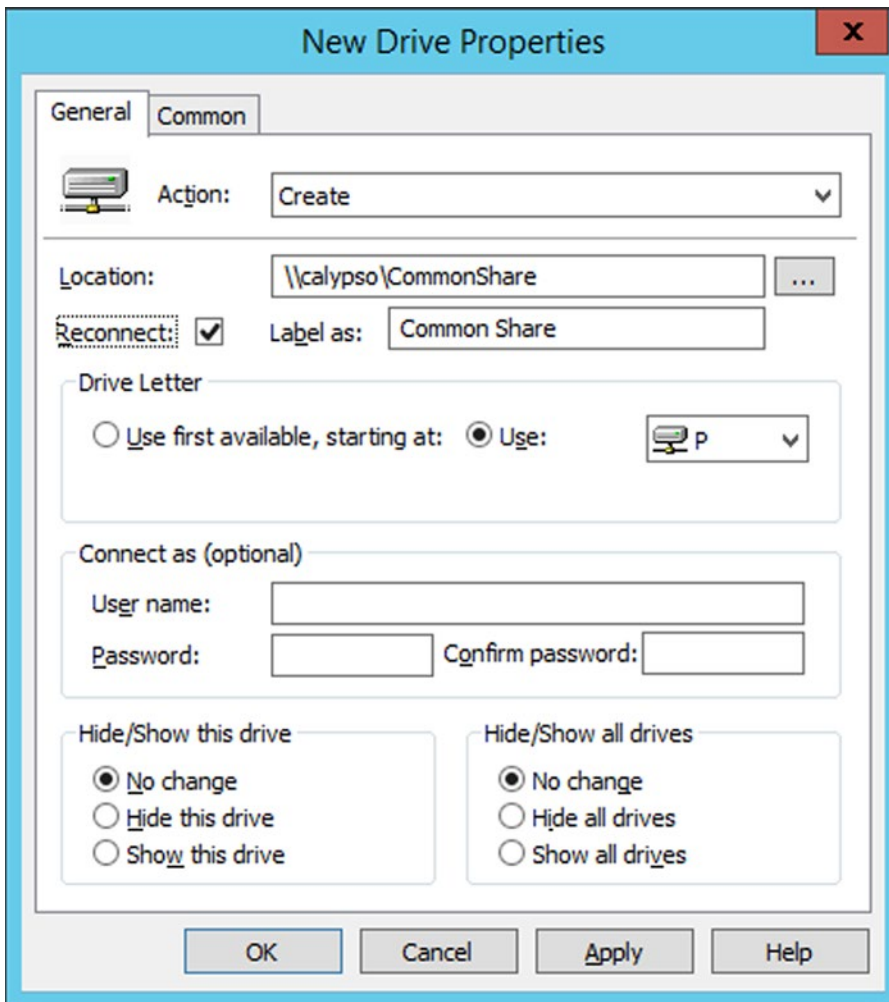 New Drive Properties
X
General Common
Action: Create
Location: \\calypso\CommonShare ...
Reconnect: Label as: Common Share
Drive Letter
Use first available, starting at: Use: P
Connect as (optional)
User name:
Password: Confirm password:
Hide/Show this drive Hide/Show all drives
No change No change
Hide this drive Hide all drives
Show this drive Show all drives
OK Cancel Apply Help